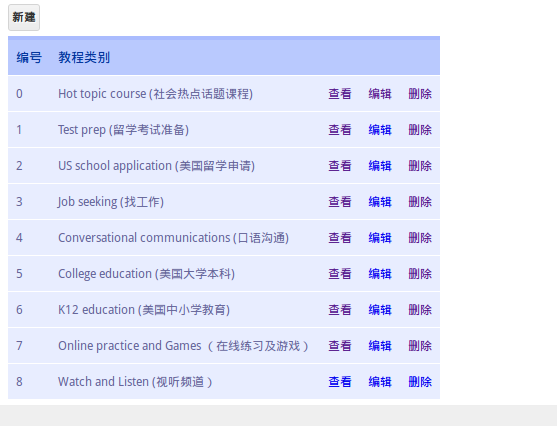 新建
编号 教程类别
0 Hot topic course (社会热点话题课程) 查看 编辑 删除
1 Test prep (留学考试准备) 查看 编辑 删除
2 US school application (美国留学申请) 查看 编辑 删除
3 Job seeking (找工作) 查看 编辑 删除
4 Conversational communications (口语沟通) 查看 编辑 删除
5 College education (美国大学本科) 查看 编辑 删除
6 K12 education (美国中小学教育) 查看 编辑 删除
7 Online practice and Games （在线练习及游戏） 查看 编辑 删除
8 Watch and Listen (视听频道） 查看 编辑 删除